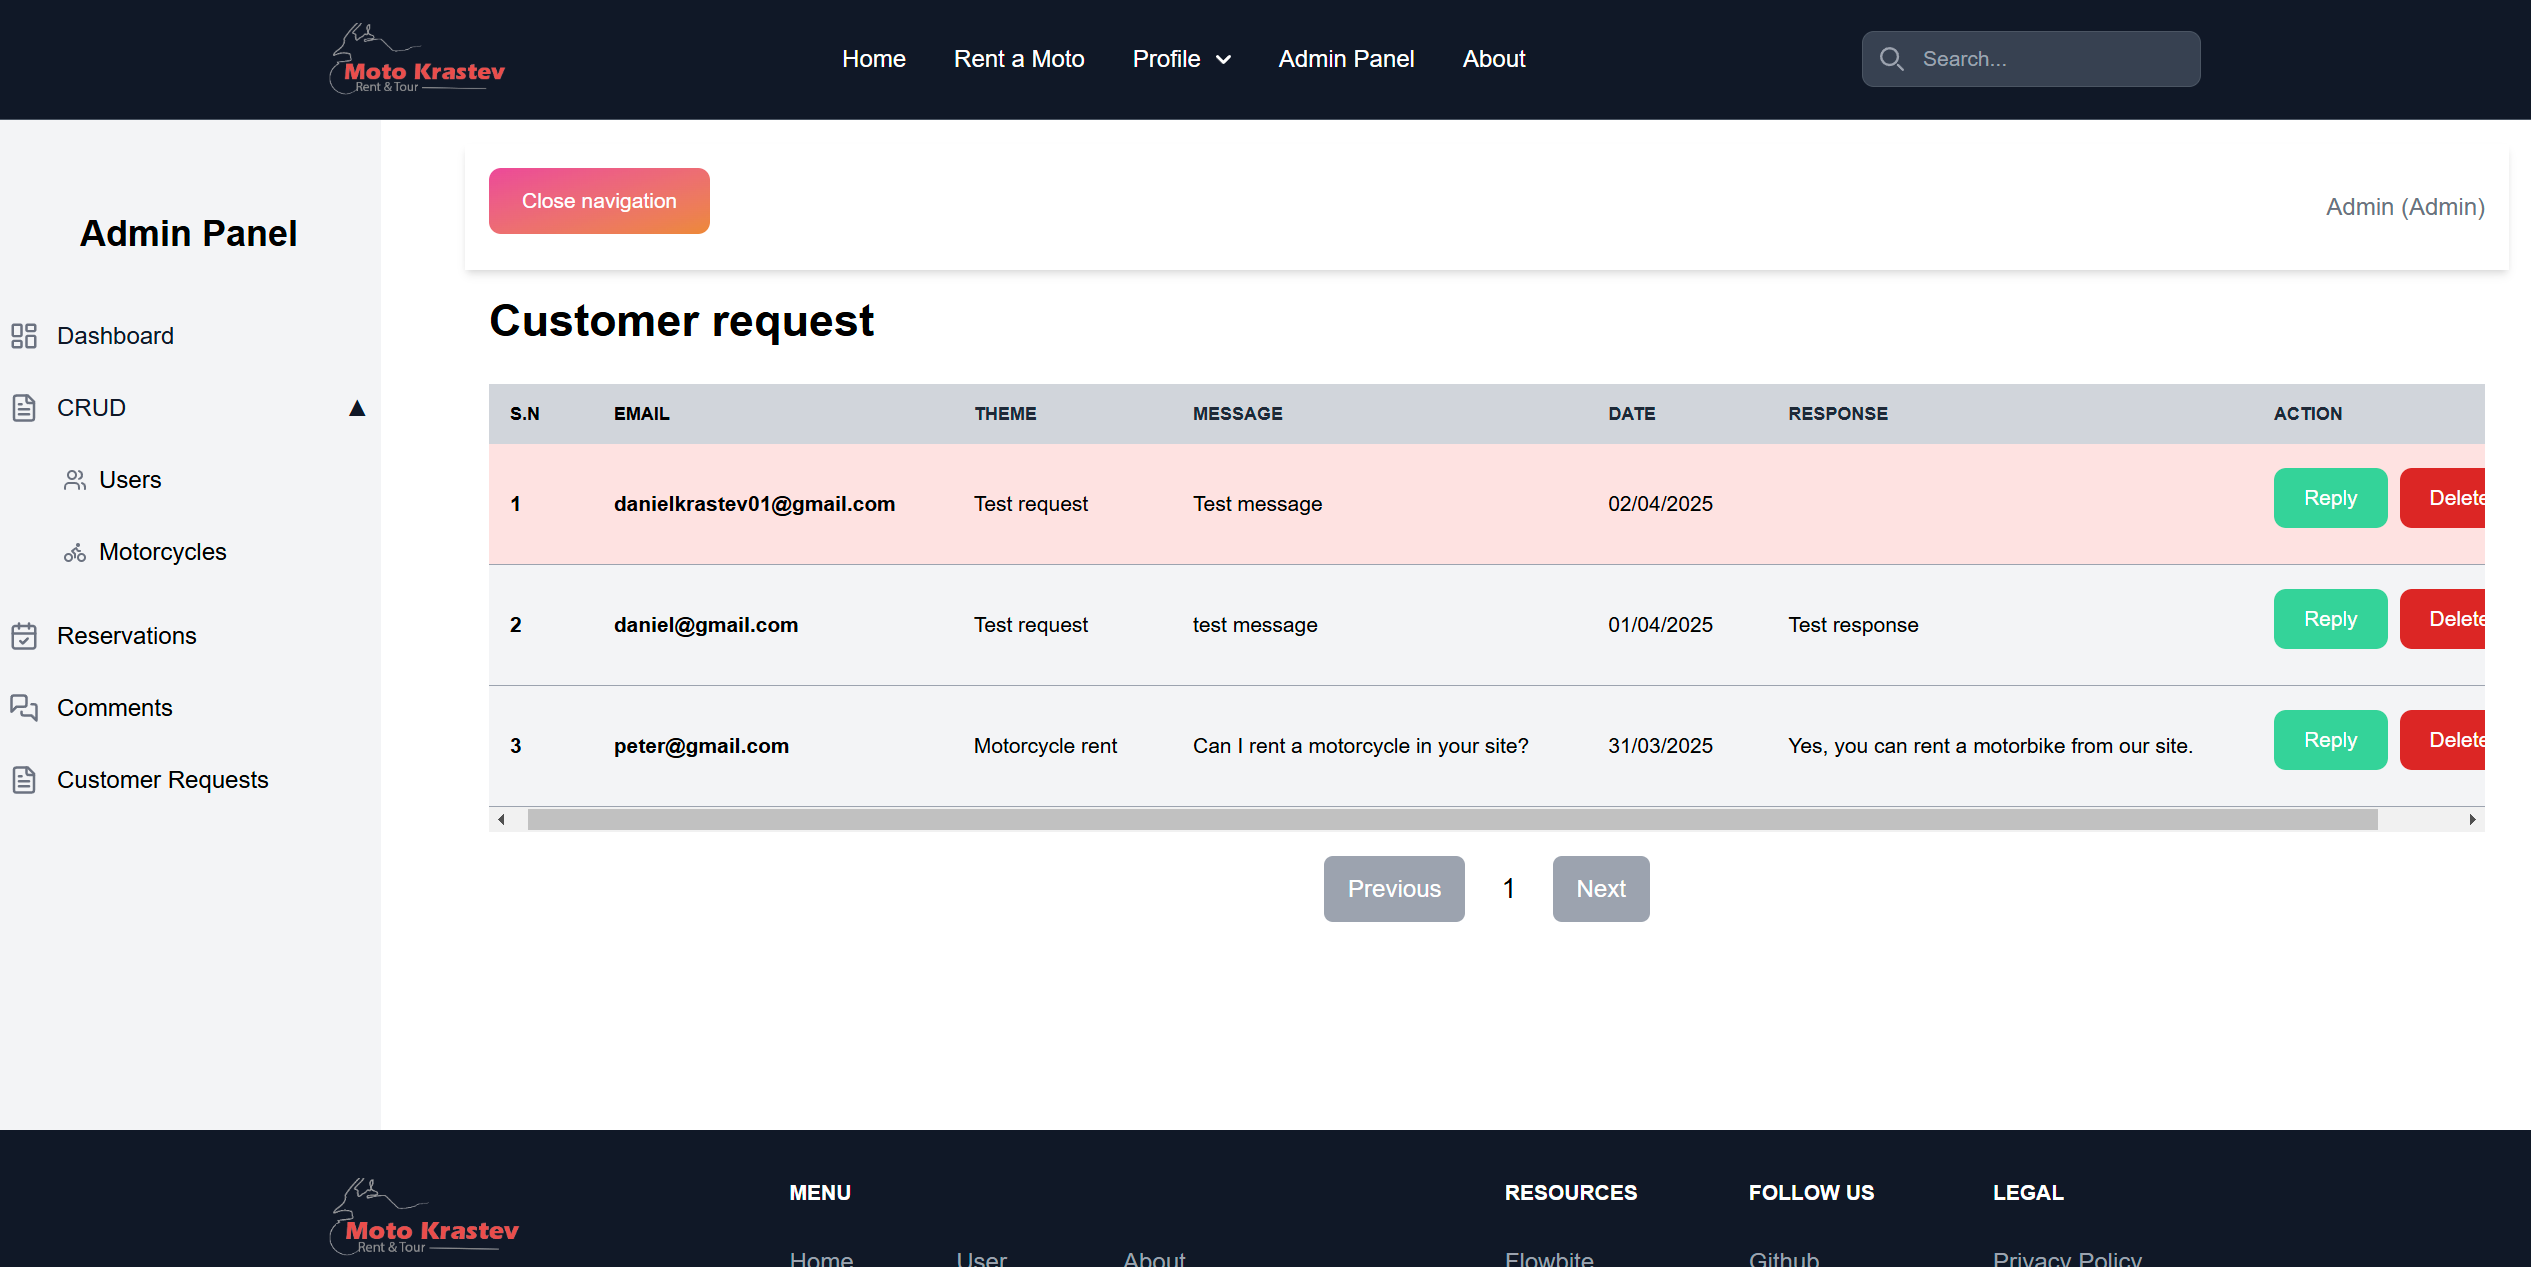 Moto Krastev
Rent & Tour
Home Rent a Moto Profile Admin Panel About
Search...
Admin Panel
Dashboard
CRUD ▲
Users
Motorcycles
Reservations
Comments
Customer Requests
Close navigation
Admin (Admin)
Customer request
S.N EMAIL THEME MESSAGE DATE RESPONSE ACTION
1 danielkrastev01@gmail.com Test request Test message 02/04/2025 Reply Delete
2 daniel@gmail.com Test request test message 01/04/2025 Test response Reply Delete
3 peter@gmail.com Motorcycle rent Can I rent a motorcycle in your site? 31/03/2025 Yes, you can rent a motorbike from our site. Reply Delete
Previous 1 Next
Moto Krastev
Rent & Tour
MENU RESOURCES FOLLOW US LEGAL
Home User About Flowbite Github Privacy Policy